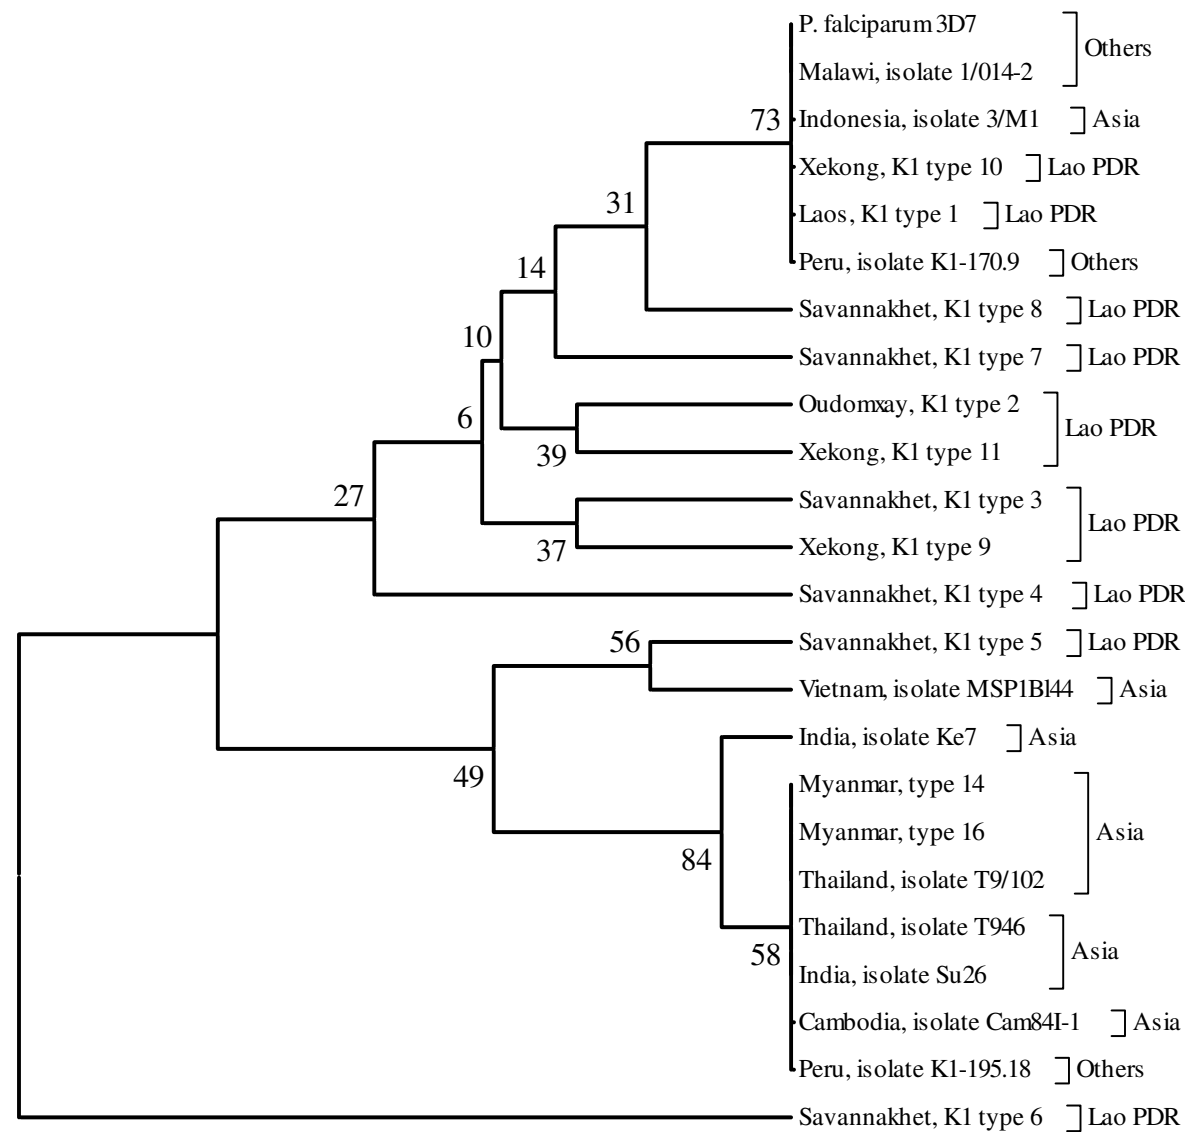 P. falciparum 3D7
Others
Malawi, isolate 1/014-2
73
Indonesia, isolate 3/M1 Asia
Xekong, K1 type 10 Lao PDR
31
Laos, K1 type 1 Lao PDR
Peru, isolate K1-170.9 Others
14
Savannakhet, K1 type 8 Lao PDR
10
Savannakhet, K1 type 7 Lao PDR
Oudomxay, K1 type 2
6
Lao PDR
39
Xekong, K1 type 11
27
Savannakhet, K1 type 3
Lao PDR
37
Xekong, K1 type 9
Savannakhet, K1 type 4 Lao PDR
56
Savannakhet, K1 type 5 Lao PDR
Vietnam, isolate MSP1Bl44 Asia
India, isolate Ke7 Asia
49
Myanmar, type 14
Myanmar, type 16
Asia
84
Thailand, isolate T9/102
Thailand, isolate T946
58
Asia
India, isolate Su26
Cambodia, isolate Cam84I-1 Asia
Peru, isolate K1-195.18 Others
Savannakhet, K1 type 6 Lao PDR